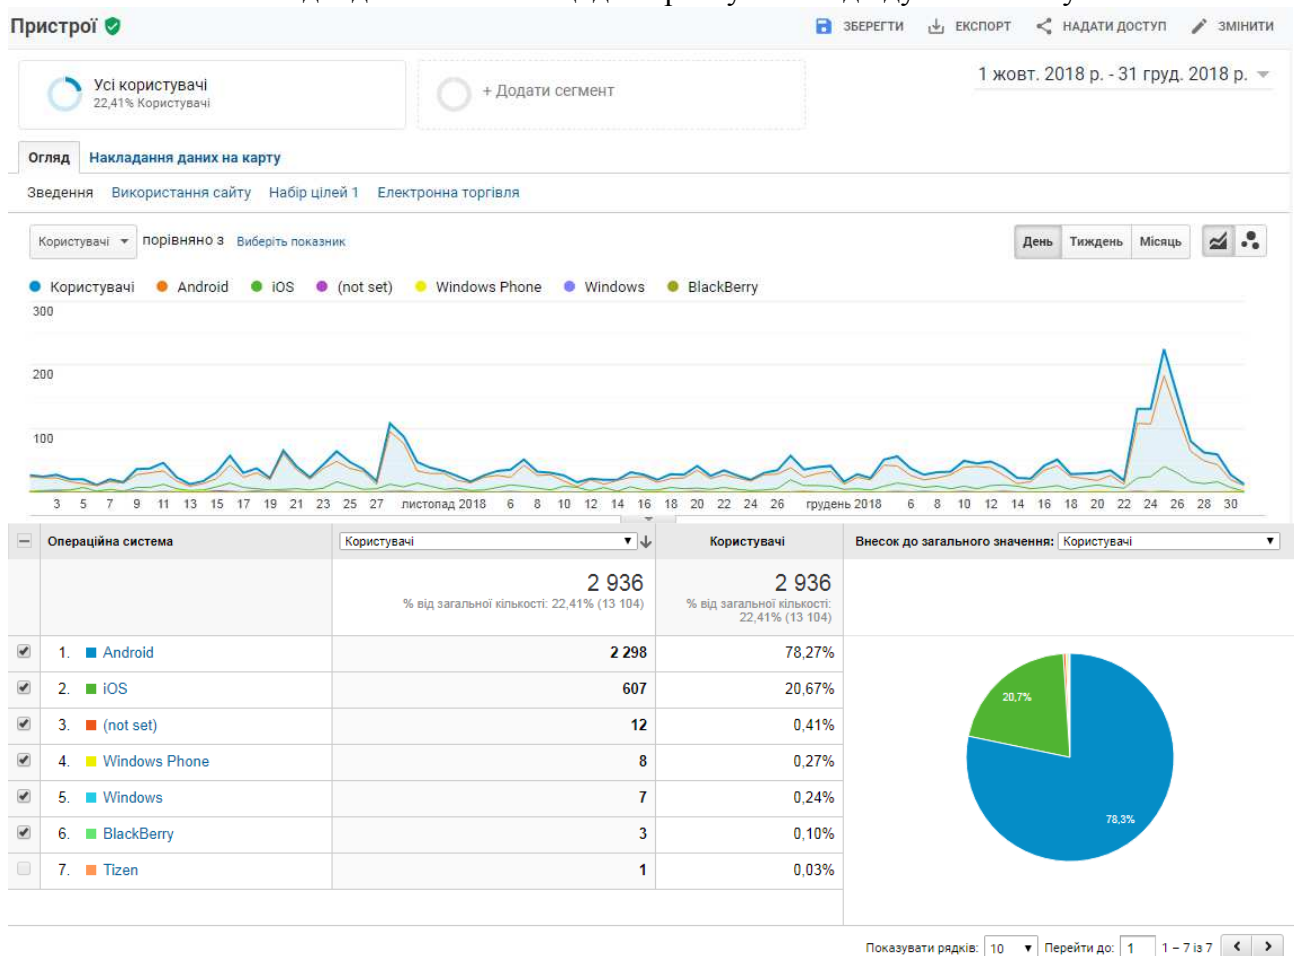 Пристрої
ЗБЕРЕГТИ ЕКСПОРТ НАДАТИ ДОСТУП ЗМІНИТИ
Усі користувачі
22,41% Користувачі
+ Додати сегмент
1 жовт. 2018 р. - 31 груд. 2018 р.
Огляд Накладання даних на карту
Зведення Використання сайту Набір цілей 1 Електронна торгівля
Користувачі порівняно з Виберіть показник
День Тиждень Місяць
Користувачі Android iOS (not set) Windows Phone Windows BlackBerry
300
200
100
3 5 7 9 11 13 15 17 19 21 23 25 27 листопад 2018 6 8 10 12 14 16 18 20 22 24 26 грудень 2018 6 8 10 12 14 16 18 20 22 24 26 28 30
Операційна система Користувачі Користувачі Внесок до загального значення: Користувачі
2 936 2 936
% від загальної кількості: 22,41% (13 104) % від загальної кількості:
22,41% (13 104)
1. Android 2 298 78,27%
2. iOS 607 20,67%
3. (not set) 12 0,41%
4. Windows Phone 8 0,27%
5. Windows 7 0,24%
6. BlackBerry 3 0,10%
7. Tizen 1 0,03%
20,7%
78,3%
Показувати рядків: 10 Перейти до: 1 1 – 7 із 7